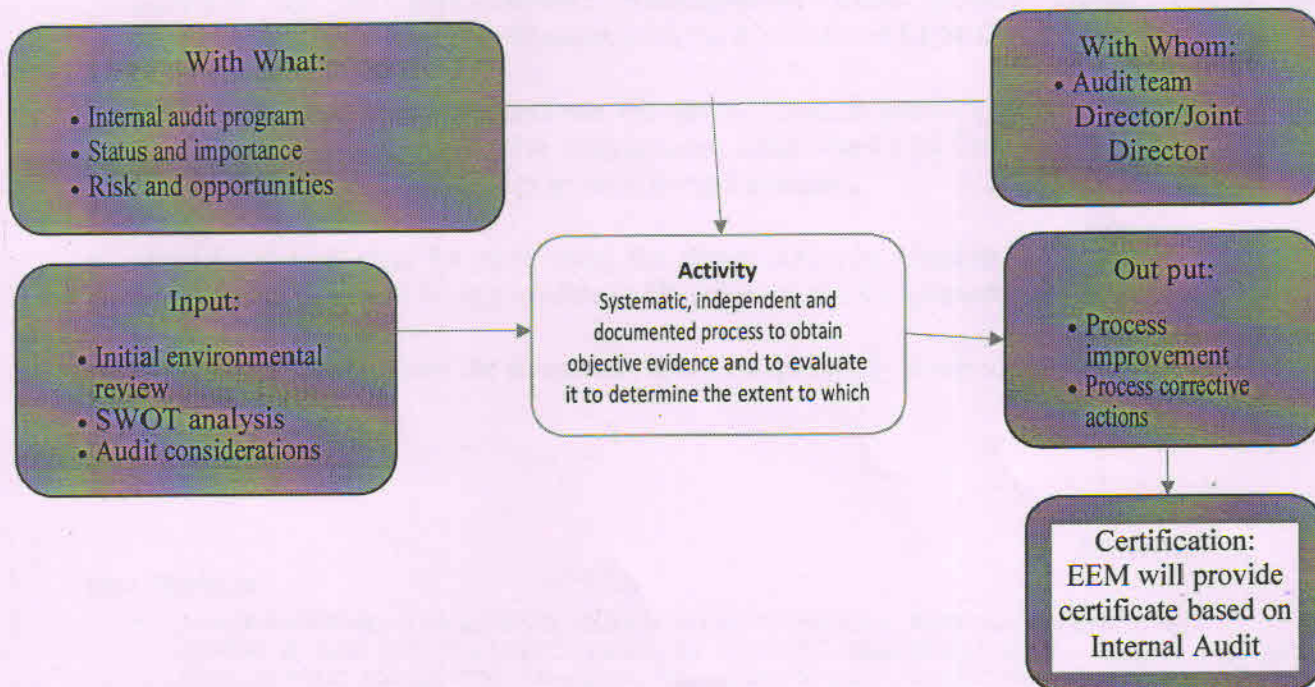 With What:
• Internal audit program
• Status and importance
• Risk and opportunities
With Whom:
• Audit team
Director/Joint
Director
Input:
• Initial environmental
review
• SWOT analysis
• Audit considerations
Activity
Systematic, independent and
documented process to obtain
objective evidence and to evaluate
it to determine the extent to which
Out put:
• Process
improvement
• Process corrective
actions
Certification:
EEM will provide
certificate based on
Internal Audit